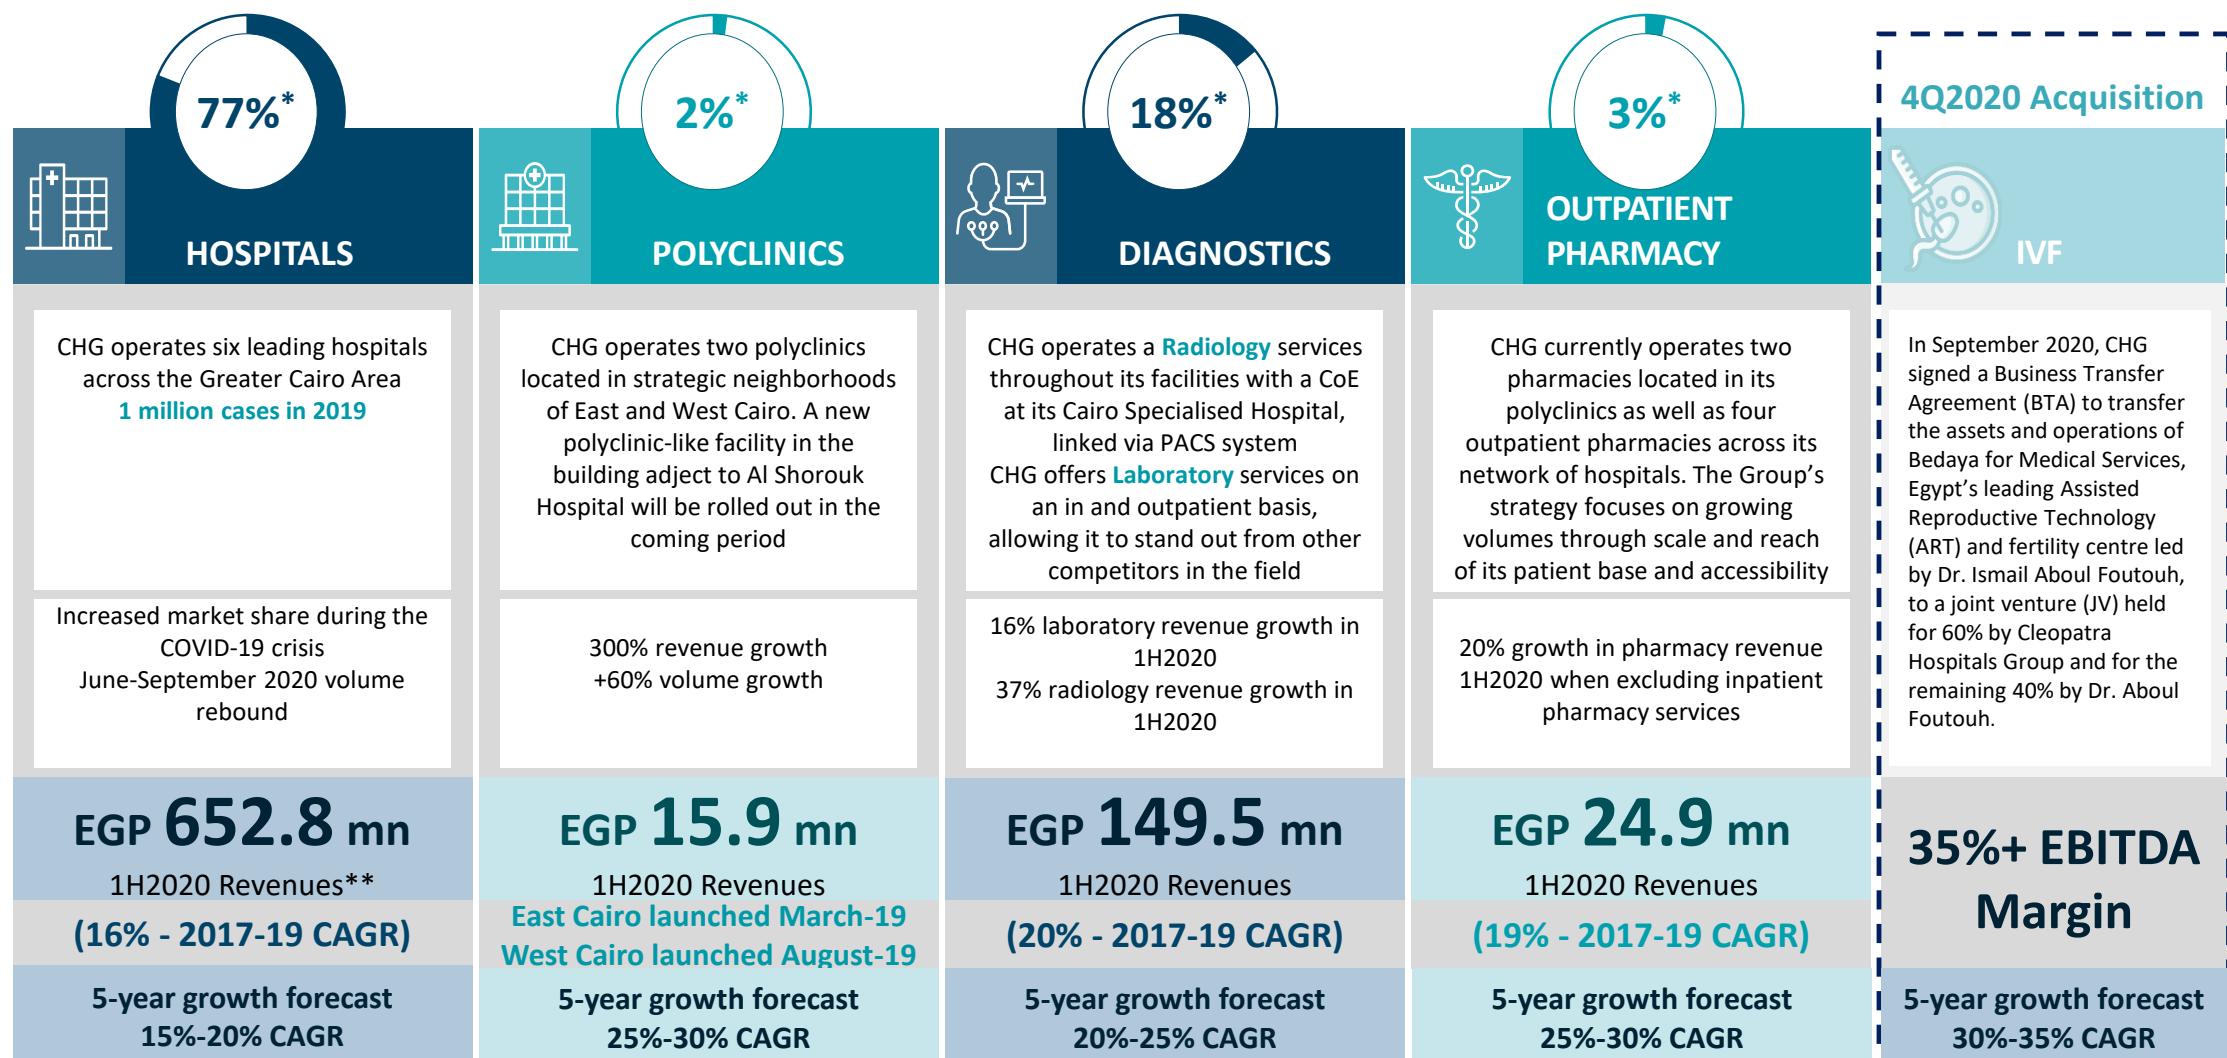 77%*
HOSPITALS
CHG operates six leading hospitals
across the Greater Cairo Area
1 million cases in 2019
Increased market share during the
COVID-19 crisis
June-September 2020 volume
rebound
EGP 652.8 mn
1H2020 Revenues**
(16% - 2017-19 CAGR)
5-year growth forecast
15%-20% CAGR
2%*
POLYCLINICS
CHG operates two polyclinics
located in strategic neighborhoods
of East and West Cairo. A new
polyclinic-like facility in the
building adject to Al Shorouk
Hospital will be rolled out in the
coming period
300% revenue growth
+60% volume growth
EGP 15.9 mn
1H2020 Revenues
East Cairo launched March-19
West Cairo launched August-19
5-year growth forecast
25%-30% CAGR
18%*
DIAGNOSTICS
CHG operates a Radiology services
throughout its facilities with a CoE
at its Cairo Specialised Hospital,
linked via PACS system
CHG offers Laboratory services on
an in and outpatient basis,
allowing it to stand out from other
competitors in the field
16% laboratory revenue growth in
1H2020
37% radiology revenue growth in
1H2020
EGP 149.5 mn
1H2020 Revenues
(20% - 2017-19 CAGR)
5-year growth forecast
20%-25% CAGR
3%*
OUTPATIENT
PHARMACY
CHG currently operates two
pharmacies located in its
polyclinics as well as four
outpatient pharmacies across its
network of hospitals. The Group’s
strategy focuses on growing
volumes through scale and reach
of its patient base and accessibility
20% growth in pharmacy revenue
1H2020 when excluding inpatient
pharmacy services
EGP 24.9 mn
1H2020 Revenues
(19% - 2017-19 CAGR)
5-year growth forecast
25%-30% CAGR
4Q2020 Acquisition
IVF
In September 2020, CHG
signed a Business Transfer
Agreement (BTA) to transfer
the assets and operations of
Bedaya for Medical Services,
Egypt’s leading Assisted
Reproductive Technology
(ART) and fertility centre led
by Dr. Ismail Aboul Foutouh,
to a joint venture (JV) held
for 60% by Cleopatra
Hospitals Group and for the
remaining 40% by Dr. Aboul
Foutouh.
35%+ EBITDA
Margin
5-year growth forecast
30%-35% CAGR